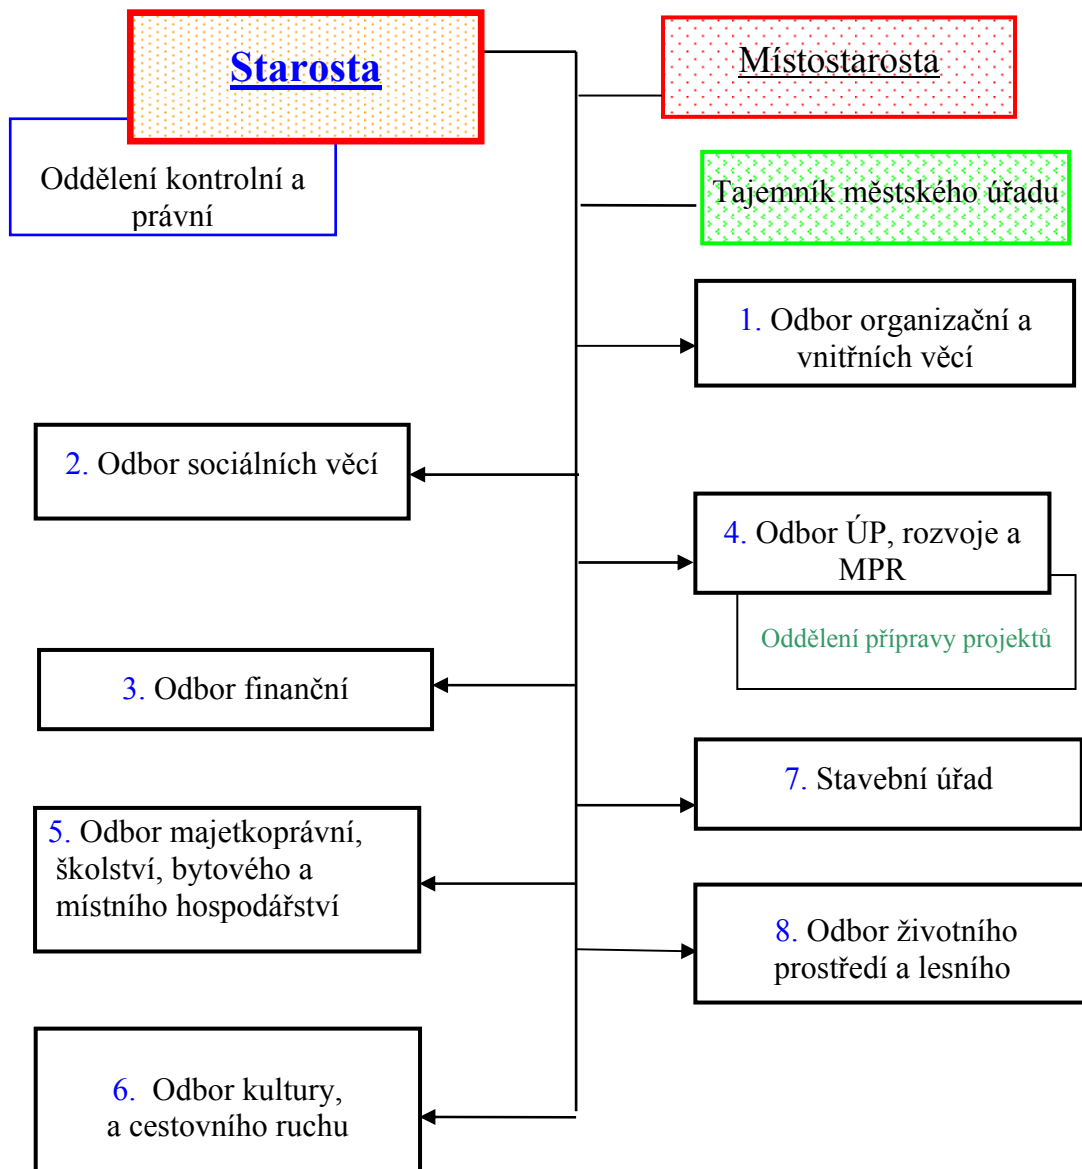 Starosta
Místostarosta
Oddělení kontrolní a
právní
Tajemník městského úřadu
1. Odbor organizační a
vnitřních věcí
2. Odbor sociálních věcí
4. Odbor ÚP, rozvoje a
MPR
Oddělení přípravy projektů
3. Odbor finanční
7. Stavební úřad
5. Odbor majetkoprávní,
školství, bytového a
místního hospodářství
8. Odbor životního
prostředí a lesního
6. Odbor kultury,
a cestovního ruchu